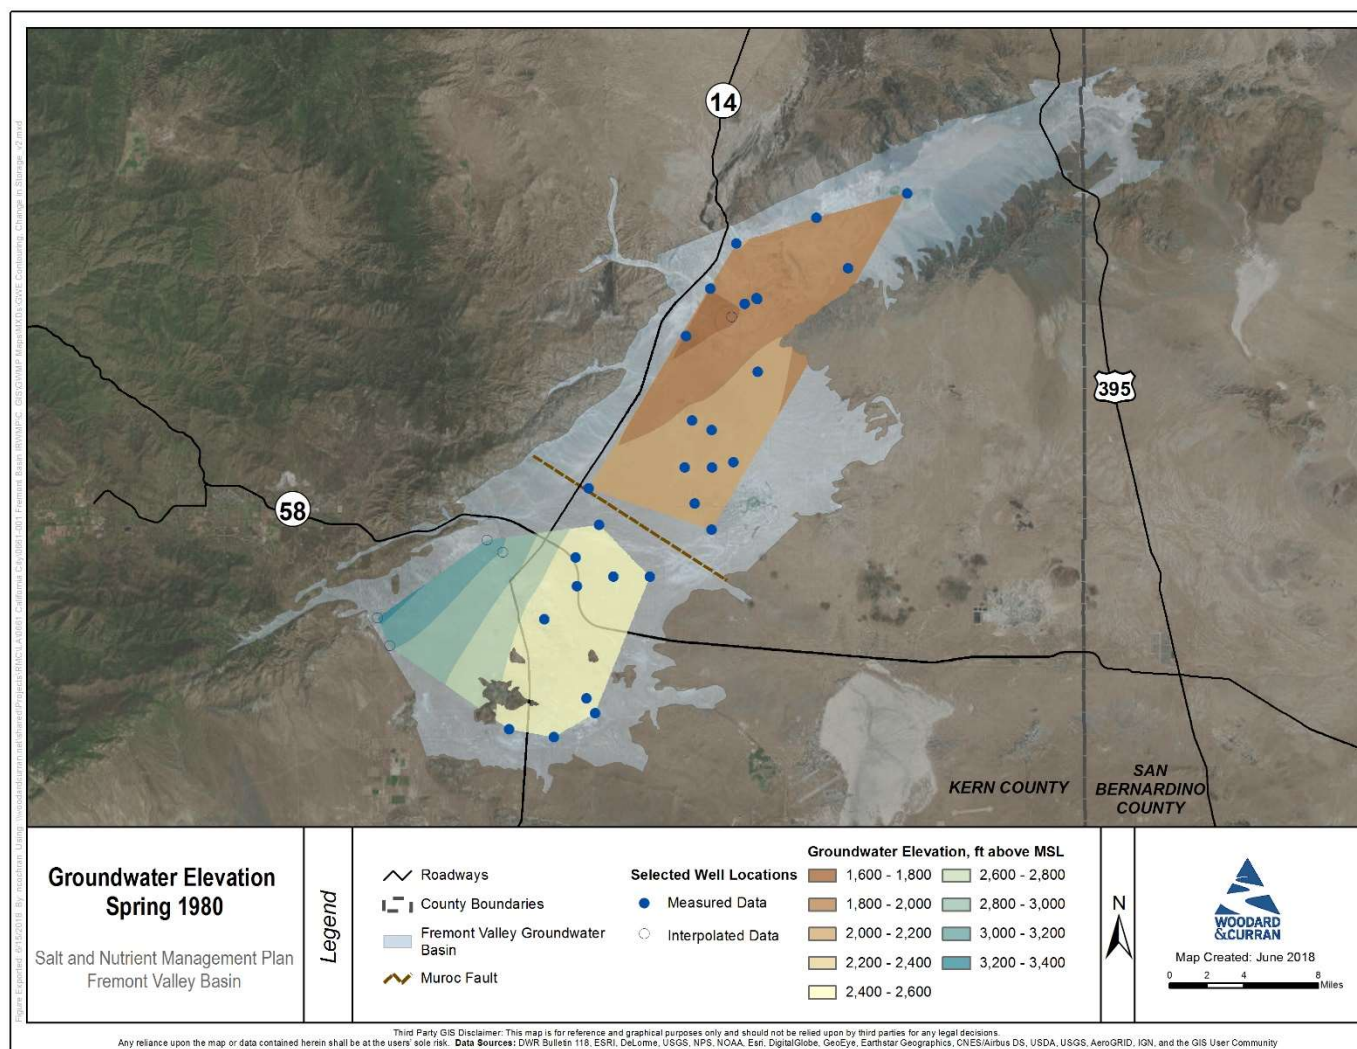 14
395
58
KERN COUNTY
SAN
BERNARDINO
COUNTY
Groundwater Elevation
Spring 1980
Salt and Nutrient Management Plan
Fremont Valley Basin
Legend
Roadways
County Boundaries
Fremont Valley Groundwater
Basin
Muroc Fault
Selected Well Locations
Measured Data
Interpolated Data
Groundwater Elevation, ft above MSL
1,600 - 1,800
1,800 - 2,000
2,000 - 2,200
2,200 - 2,400
2,400 - 2,600
2,600 - 2,800
2,800 - 3,000
3,000 - 3,200
3,200 - 3,400
N
WOODARD
&CURRAN
Map Created: June 2018
0 2 4 8
Miles
Third Party GIS Disclaimer: This map is for reference and graphical purposes only and should not be relied upon by third parties for any legal decisions.
Any reliance upon the map or data contained herein shall be at the users' sole risk. Data Sources: DWR Bulletin 118, ESRI, DeLorme, USGS, NPS, NOAA, Esri, DigitalGlobe, GeoEye, Earthstar Geographics, CNES/Airbus DS, USDA, USGS, AeroGRID, IGN, and the GIS User Community
Figure Exported: 6/15/2018 By: ncochran Using: